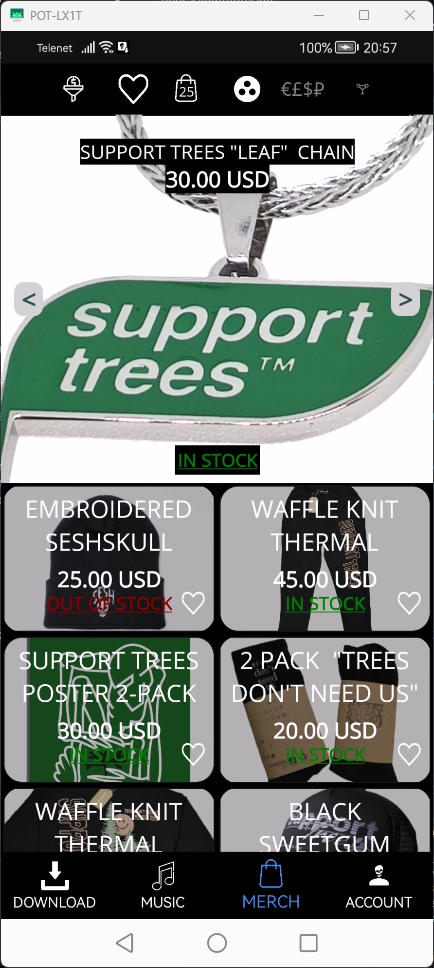 POT-LX1T
Telenet
100%
20:57
25
€£$₽
SUPPORT TREES "LEAF" CHAIN
30.00 USD
<
>
support
trees™
IN STOCK
EMBROIDERED
SESHSKULL
25.00 USD
OUT OF STOCK
WAFFLE KNIT
THERMAL
45.00 USD
IN STOCK
SUPPORT TREES
POSTER 2-PACK
30.00 USD
IN STOCK
2 PACK "TREES
DON'T NEED US"
20.00 USD
IN STOCK
WAFFLE KNIT
THERMAL
BLACK
SWEETGUM
DOWNLOAD
MUSIC
MERCH
ACCOUNT